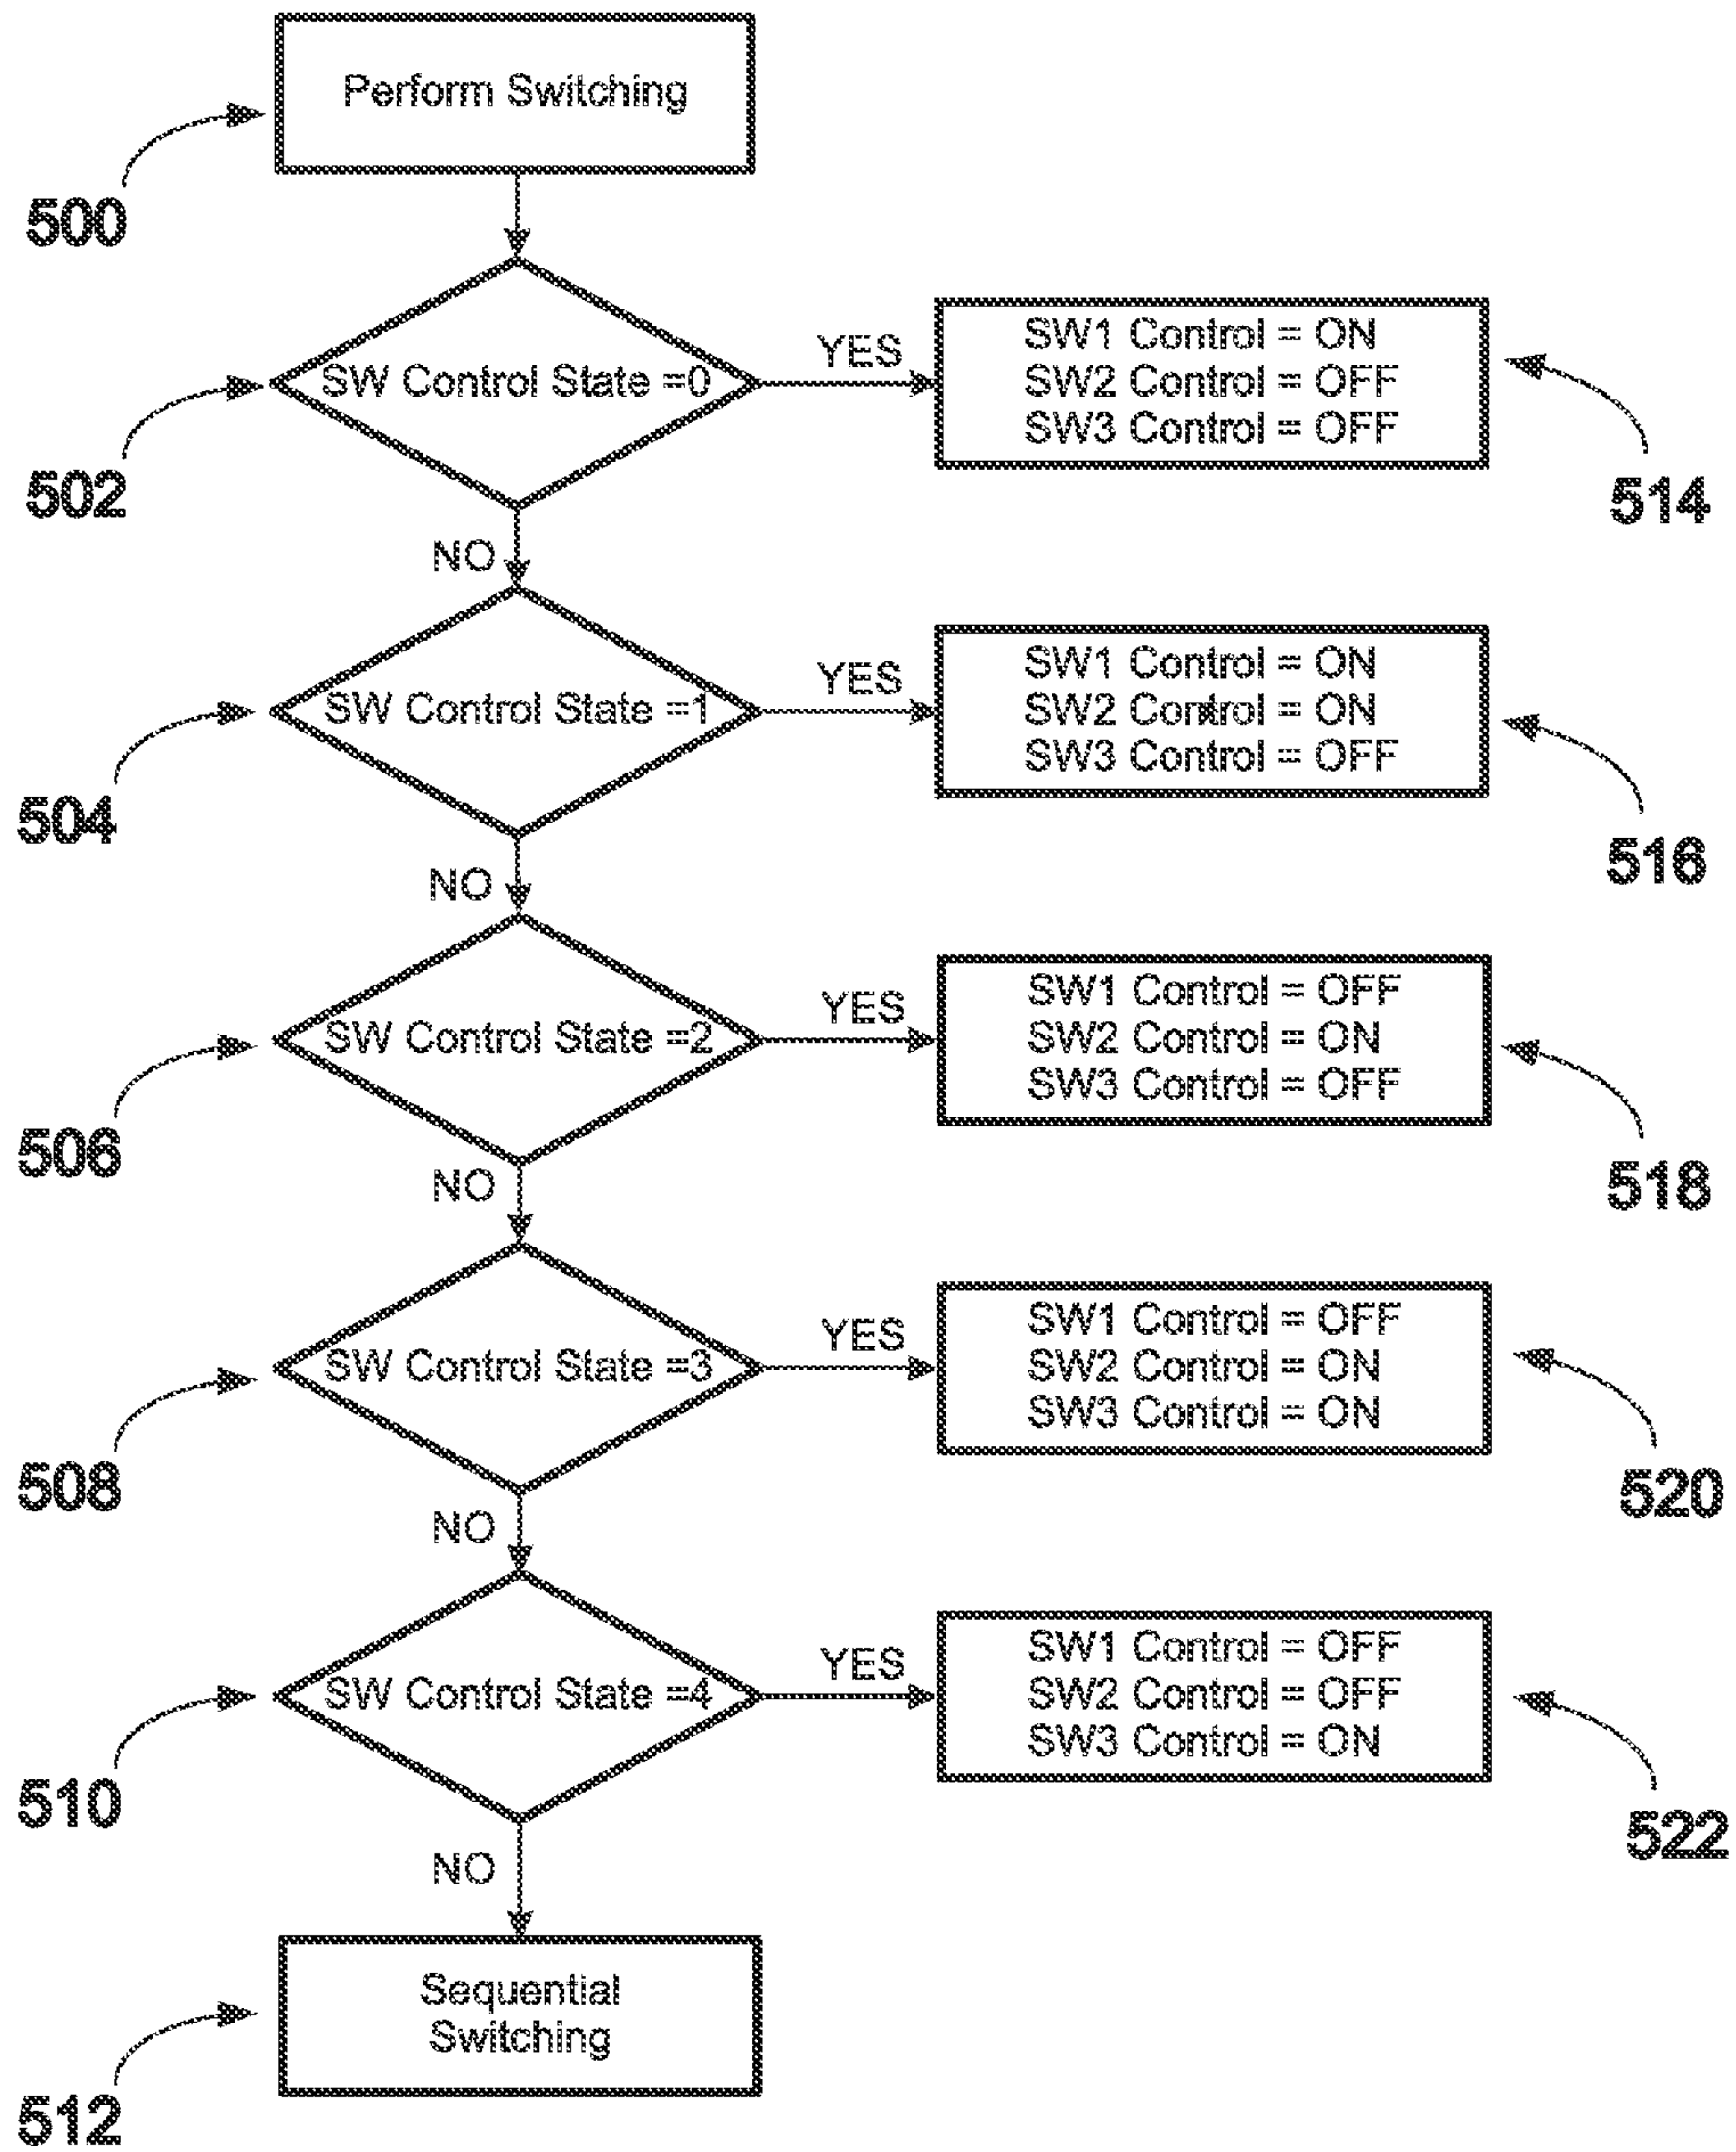 Perform Switching
500
SW Control State =0
YES
SW1 Control = ON
SW2 Control = OFF
SW3 Control = OFF
502
514
NO
SW Control State =1
YES
SW1 Control = ON
SW2 Control = ON
SW3 Control = OFF
504
516
NO
SW Control State =2
YES
SW1 Control = OFF
SW2 Control = ON
SW3 Control = OFF
506
518
NO
SW Control State =3
YES
SW1 Control = OFF
SW2 Control = ON
SW3 Control = ON
508
520
NO
SW Control State =4
YES
SW1 Control = OFF
SW2 Control = OFF
SW3 Control = ON
510
522
NO
Sequential
Switching
512